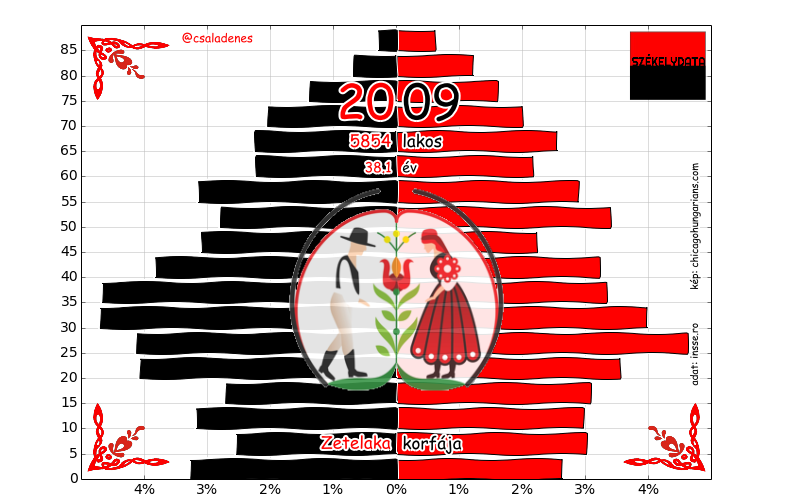 @csaladenes
SZÉKELYDATA
2009
5854 lakos
38.1 év
kép: chicagohungarians.com/
adat: insse.ro
Zetelaka korfája
85
80
75
70
65
60
55
50
45
40
35
30
25
20
15
10
5
0
4% 3% 2% 1% 0% 1% 2% 3% 4%